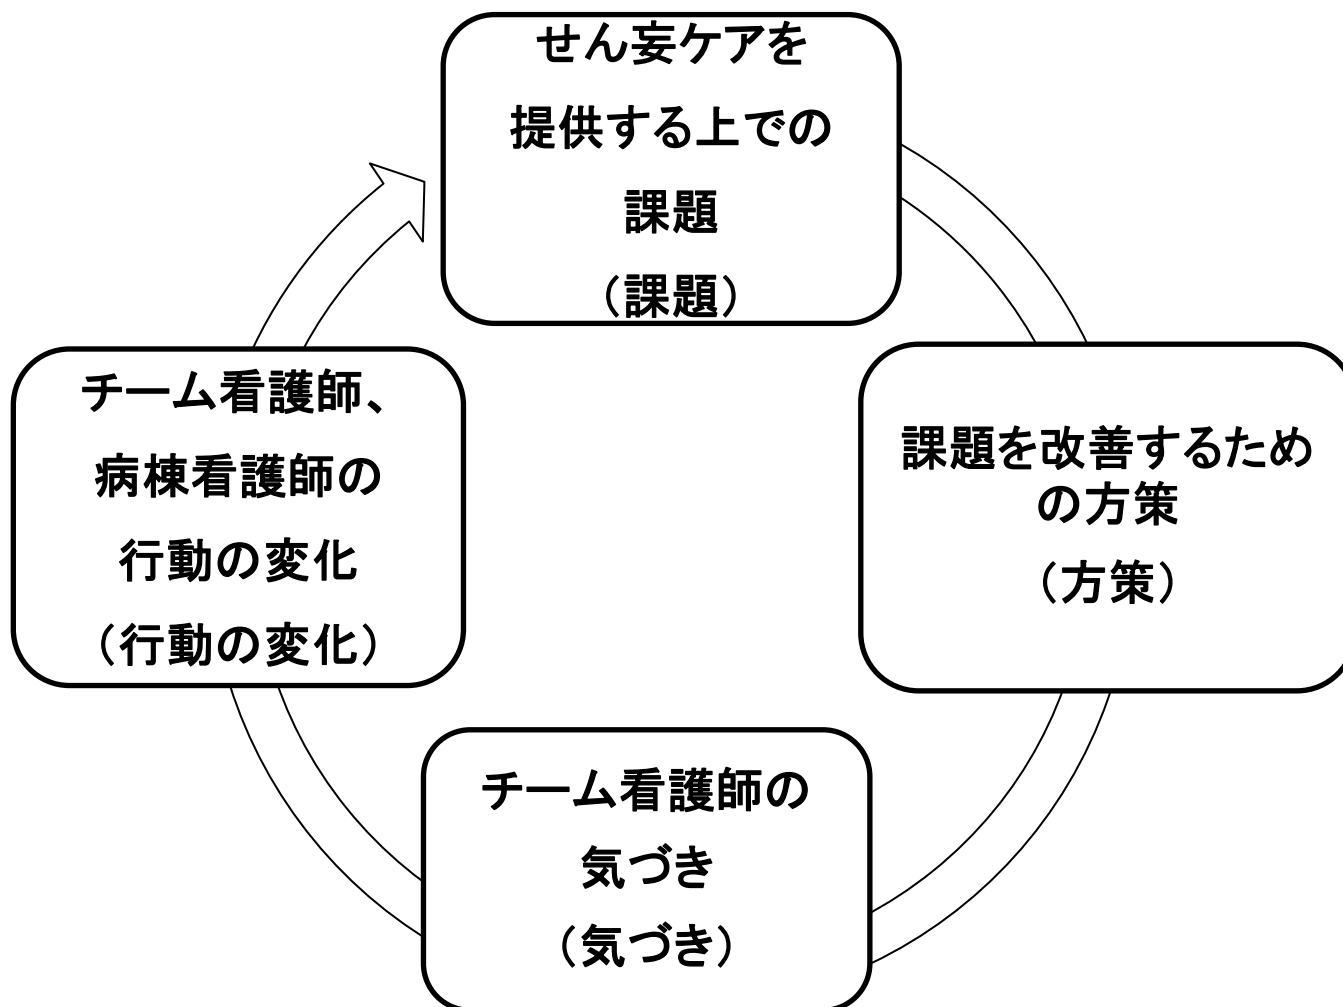 せん妄ケアを
提供する上での
課題
（課題）
課題を改善するため
の方策
（方策）
チーム看護師の
気づき
（気づき）
チーム看護師、
病棟看護師の
行動の変化
（行動の変化）